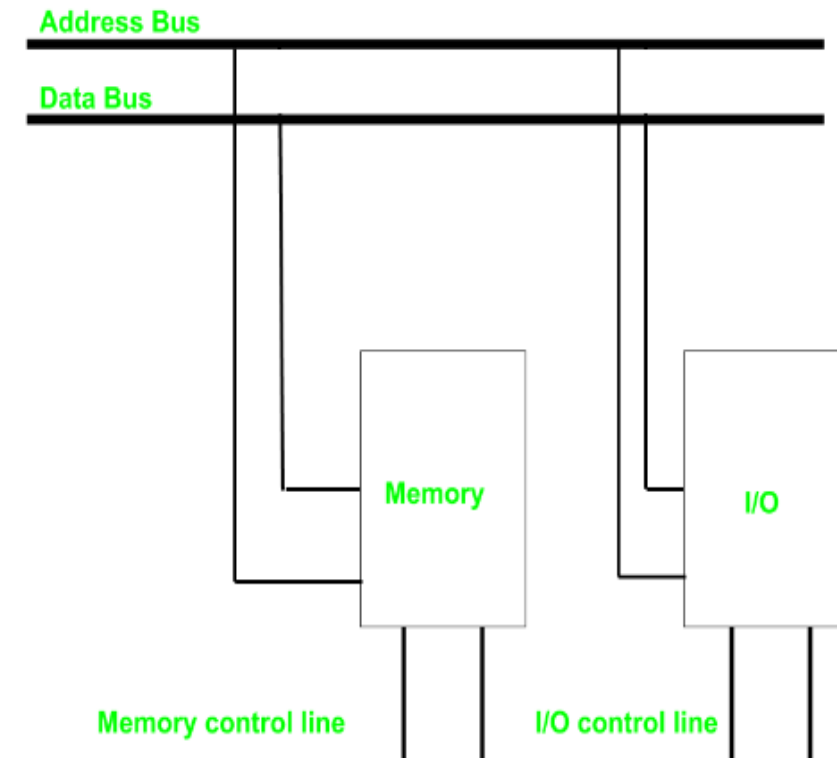 Address Bus
Data Bus
Memory
I/O
Memory control line
I/O control line